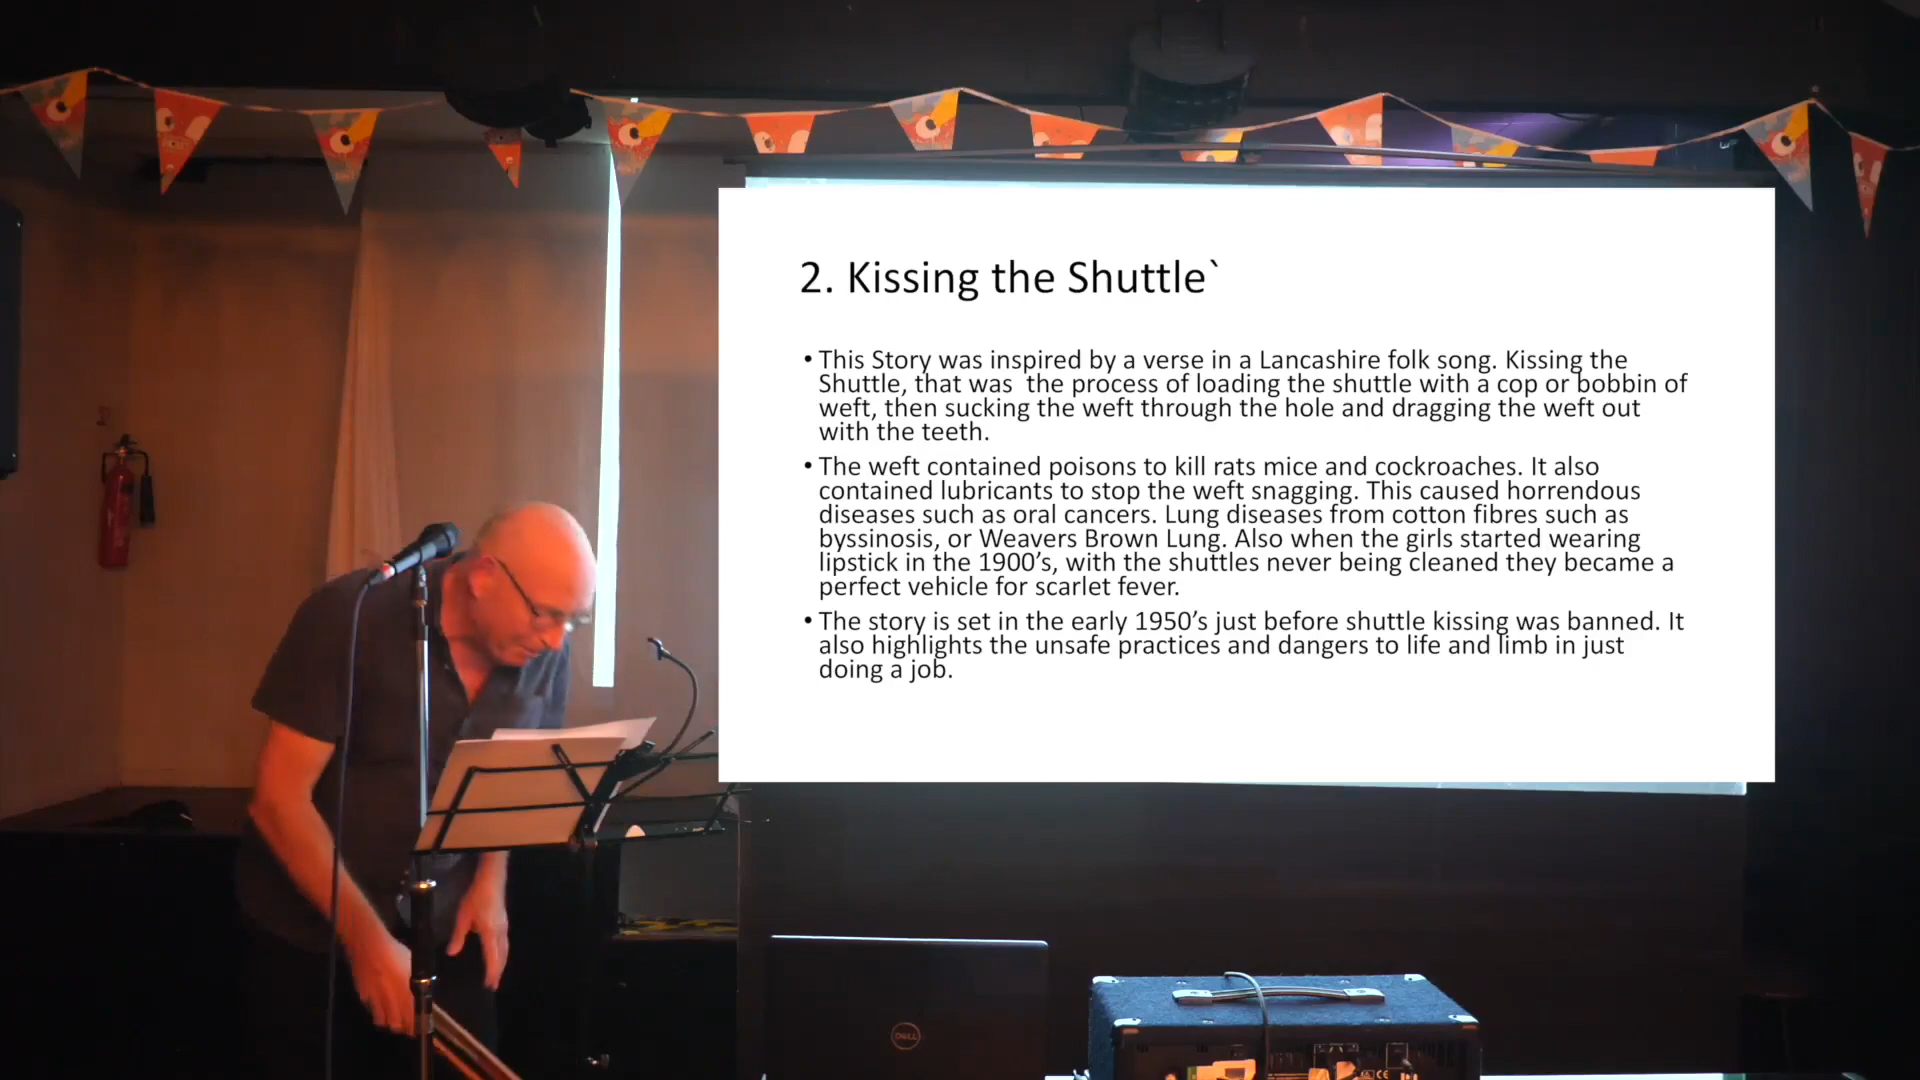 2. Kissing the Shuttle`
• This Story was inspired by a verse in a Lancashire folk song. Kissing the
Shuttle, that was  the process of loading the shuttle with a cop or bobbin of
weft, then sucking the weft through the hole and dragging the weft out
with the teeth.
• The weft contained poisons to kill rats mice and cockroaches. It also
contained lubricants to stop the weft snagging. This caused horrendous
diseases such as oral cancers. Lung diseases from cotton fibres such as
byssinosis, or Weavers Brown Lung. Also when the girls started wearing
lipstick in the 1900’s, with the shuttles never being cleaned they became a
perfect vehicle for scarlet fever.
• The story is set in the early 1950’s just before shuttle kissing was banned. It
also highlights the unsafe practices and dangers to life and limb in just
doing a job.
DELL
CE